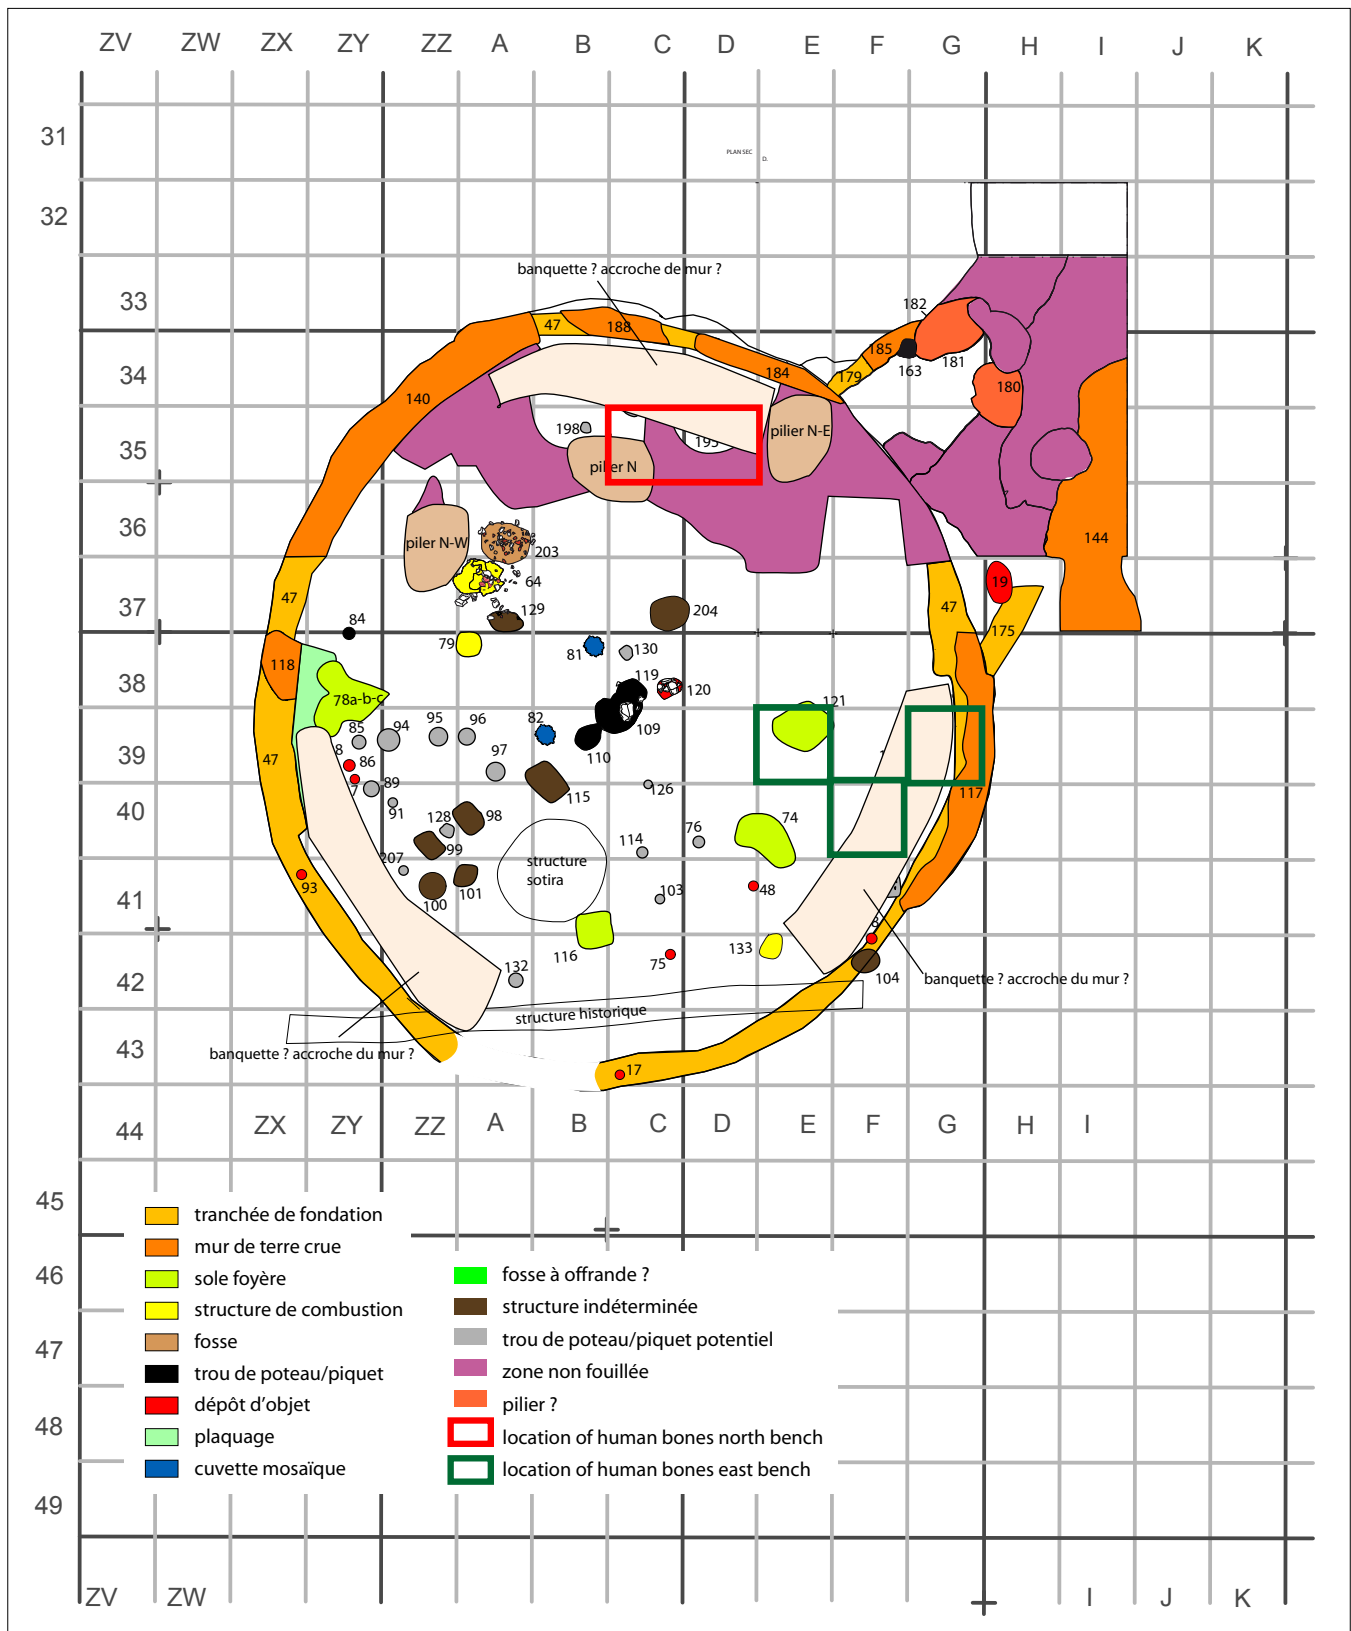 ZV ZW ZX ZY ZZ A B C D E F G H I J K
31
PLAN SEC
D.
32
banquette ? accroche de mur ?
33
182
47 188
185
163 181
34
184 179
180
140
198 195 pilier N-E
35
pilier N
36
piler N-W
203
144
64
19
37
47 129 204 47
84
175
79 81 130
118
38
119
120
78a-b-c
121
85 94 95 96 82
109
39
8 86 97
47 110
7 89
115 126 117
91
40
128 98 76 74
99 114
207
structure
sotira
93 101 103 48
41
100
8
116 133
75
132 104
42
banquette ? accroche du mur ?
structure historique
43
banquette ? accroche du mur ?
17
44 ZX ZY ZZ A B C D E F G H I
45
tranchée de fondation
mur de terre crue
sole foyère
structure de combustion
fosse
trou de poteau/piquet
dépôt d'objet
plaquage
cuvette mosaïque
46
47
48
49
fosse à offrande ?
structure indéterminée
trou de poteau/piquet potentiel
zone non fouillée
pilier ?
location of human bones north bench
location of human bones east bench
ZV ZW I J K